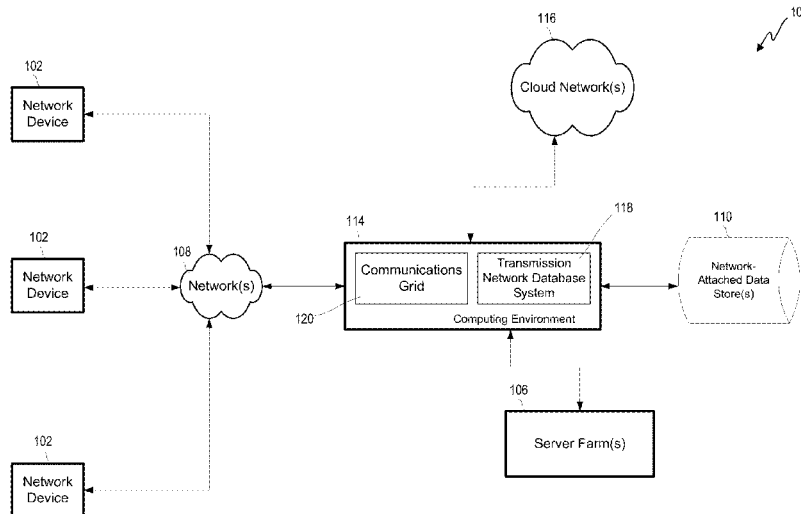 116
10
102
Network
Device
Cloud Network(s)
102
Network
Device
108
Network(s)
114
118
Communications
Grid
Transmission
Network Database
System
120
Computing Environment
110
Network-
Attached Data
Store(s)
106
Server Farm(s)
102
Network
Device